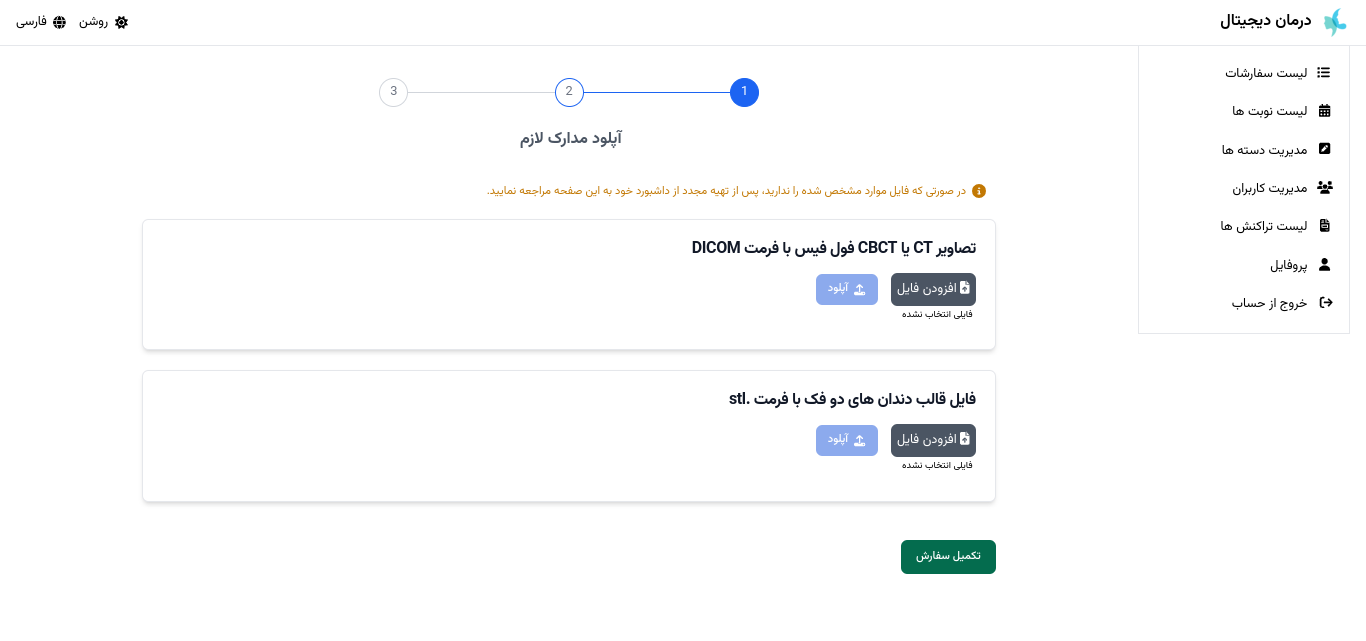 درمان دیجیتال
روشن
فارسی
لیست سفارشات
لیست نوبت ها
مدیریت دسته ها
مدیریت کاربران
لیست تراکنش ها
پروفایل
خروج از حساب
1
2
3
آپلود مدارک لازم
در صورتی که فایل موارد مشخص شده را ندارید، پس از تهیه مجدد از داشبورد خود به این صفحه مراجعه نمایید.
تصاویر CT یا CBCT فول فیس با فرمت DICOM
افزودن فایل
آپلود
فایلی انتخاب نشده
فایل قالب دندان های دو فک با فرمت .stl
افزودن فایل
آپلود
فایلی انتخاب نشده
تکمیل سفارش